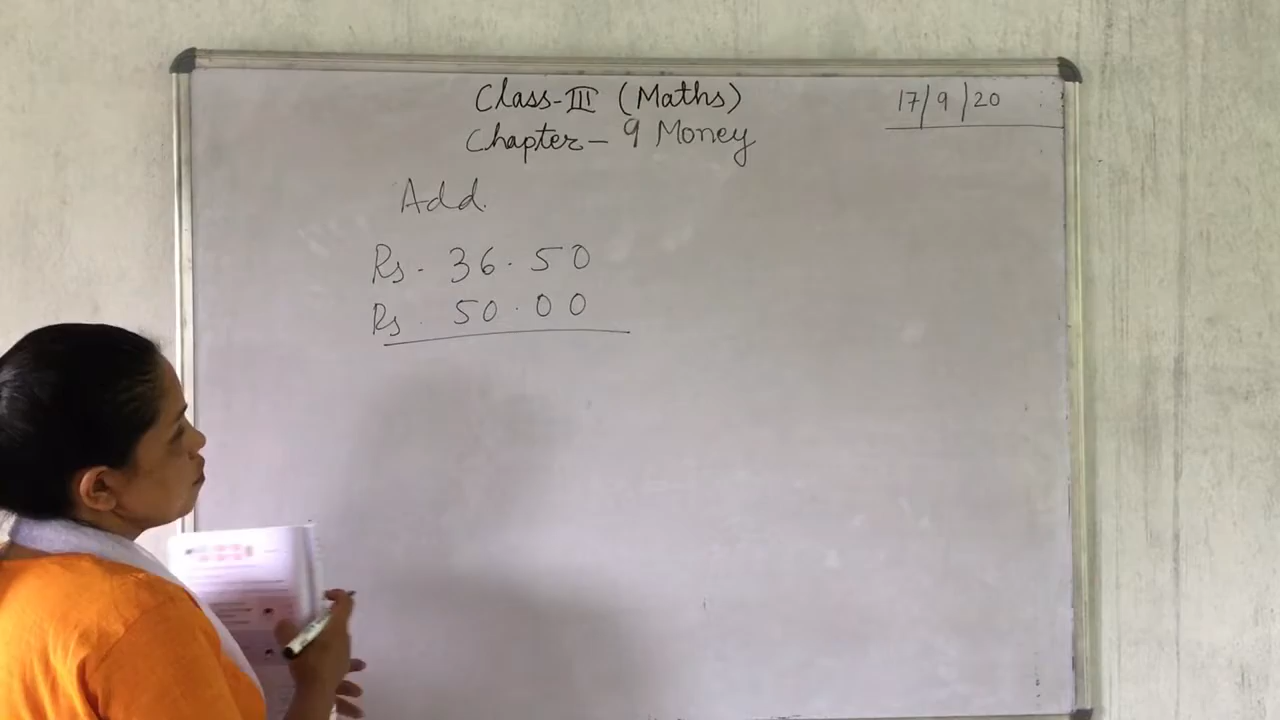 Class-III (Maths)
17/9/20
Chapter- 9 Money
Add.
Rs. 36.50
Rs. 50.00